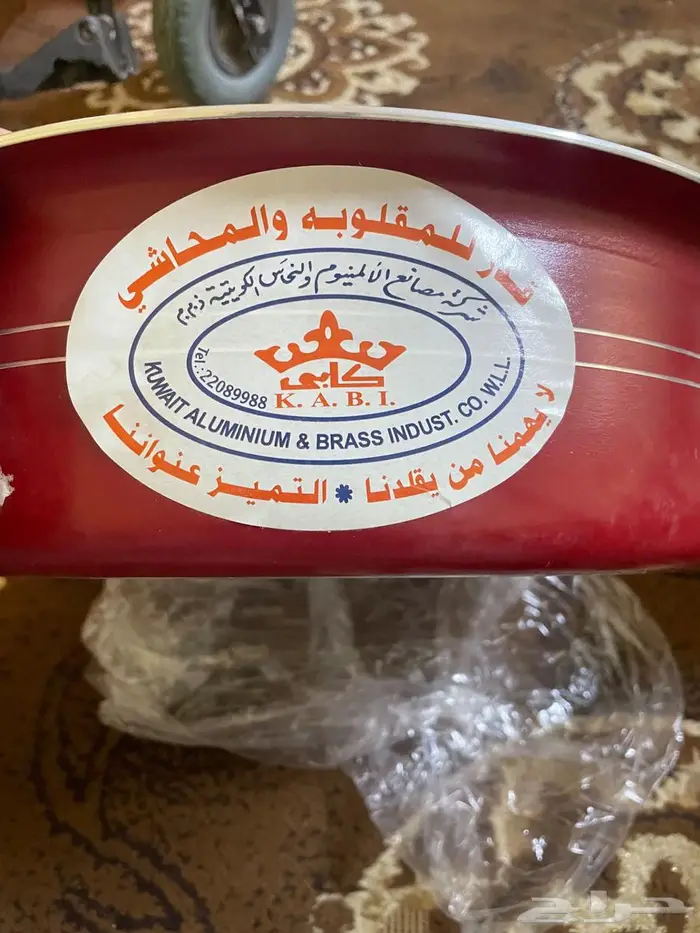 قدر للمقلوبه والمحاشي
شركة مصانع الألمنيوم والنحاس الكويتية ذ.م.م
Tel.:22089988
كابي
K. A. B. I.
KUWAIT ALUMINIUM & BRASS INDUST. CO. W.L.L.
لا يهمنا من يقلدنا * التميز عنواننا
حراج